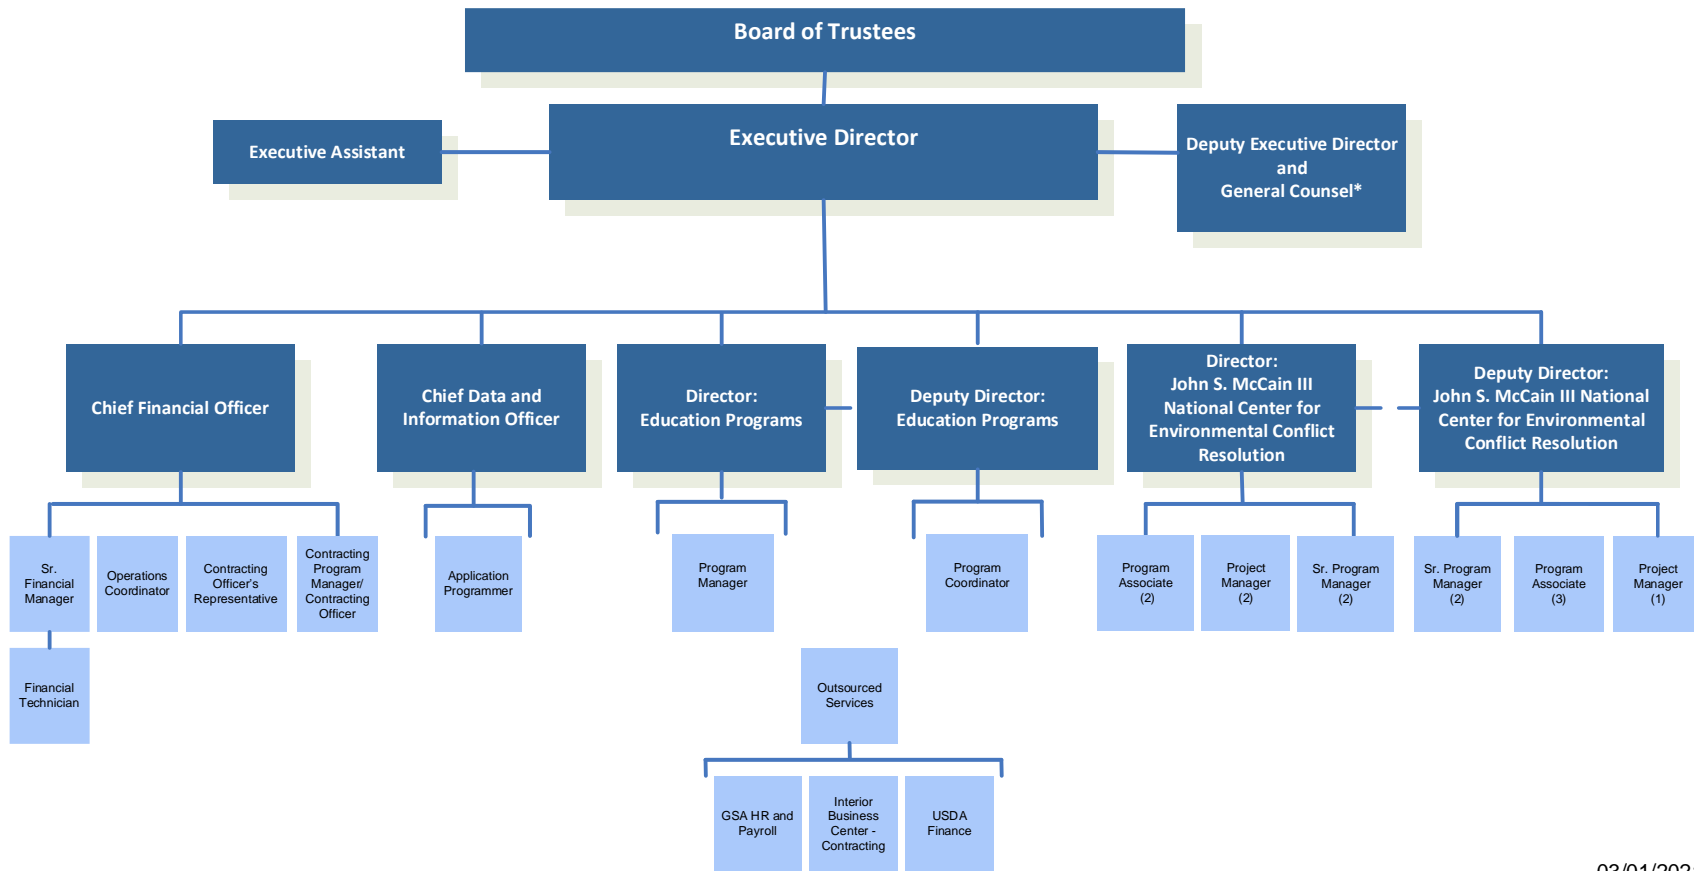 Board of Trustees
Executive Assistant
Executive Director
Deputy Executive Director
and
General Counsel*
Chief Financial Officer
Chief Data and
Information Officer
Director:
Education Programs
Deputy Director:
Education Programs
Director:
John S. McCain III
National Center for
Environmental Conflict
Resolution
Deputy Director:
John S. McCain III National
Center for Environmental
Conflict Resolution
Sr.
Financial
Manager
Operations
Coordinator
Contracting
Officer's
Representative
Contracting
Program
Manager/
Contracting
Officer
Application
Programmer
Program
Manager
Program
Coordinator
Program
Associate
(2)
Project
Manager
(2)
Sr. Program
Manager
(2)
Sr. Program
Manager
(2)
Program
Associate
(3)
Project
Manager
(1)
Financial
Technician
Outsourced
Services
GSA HR and
Payroll
Interior
Business
Center -
Contracting
USDA
Finance